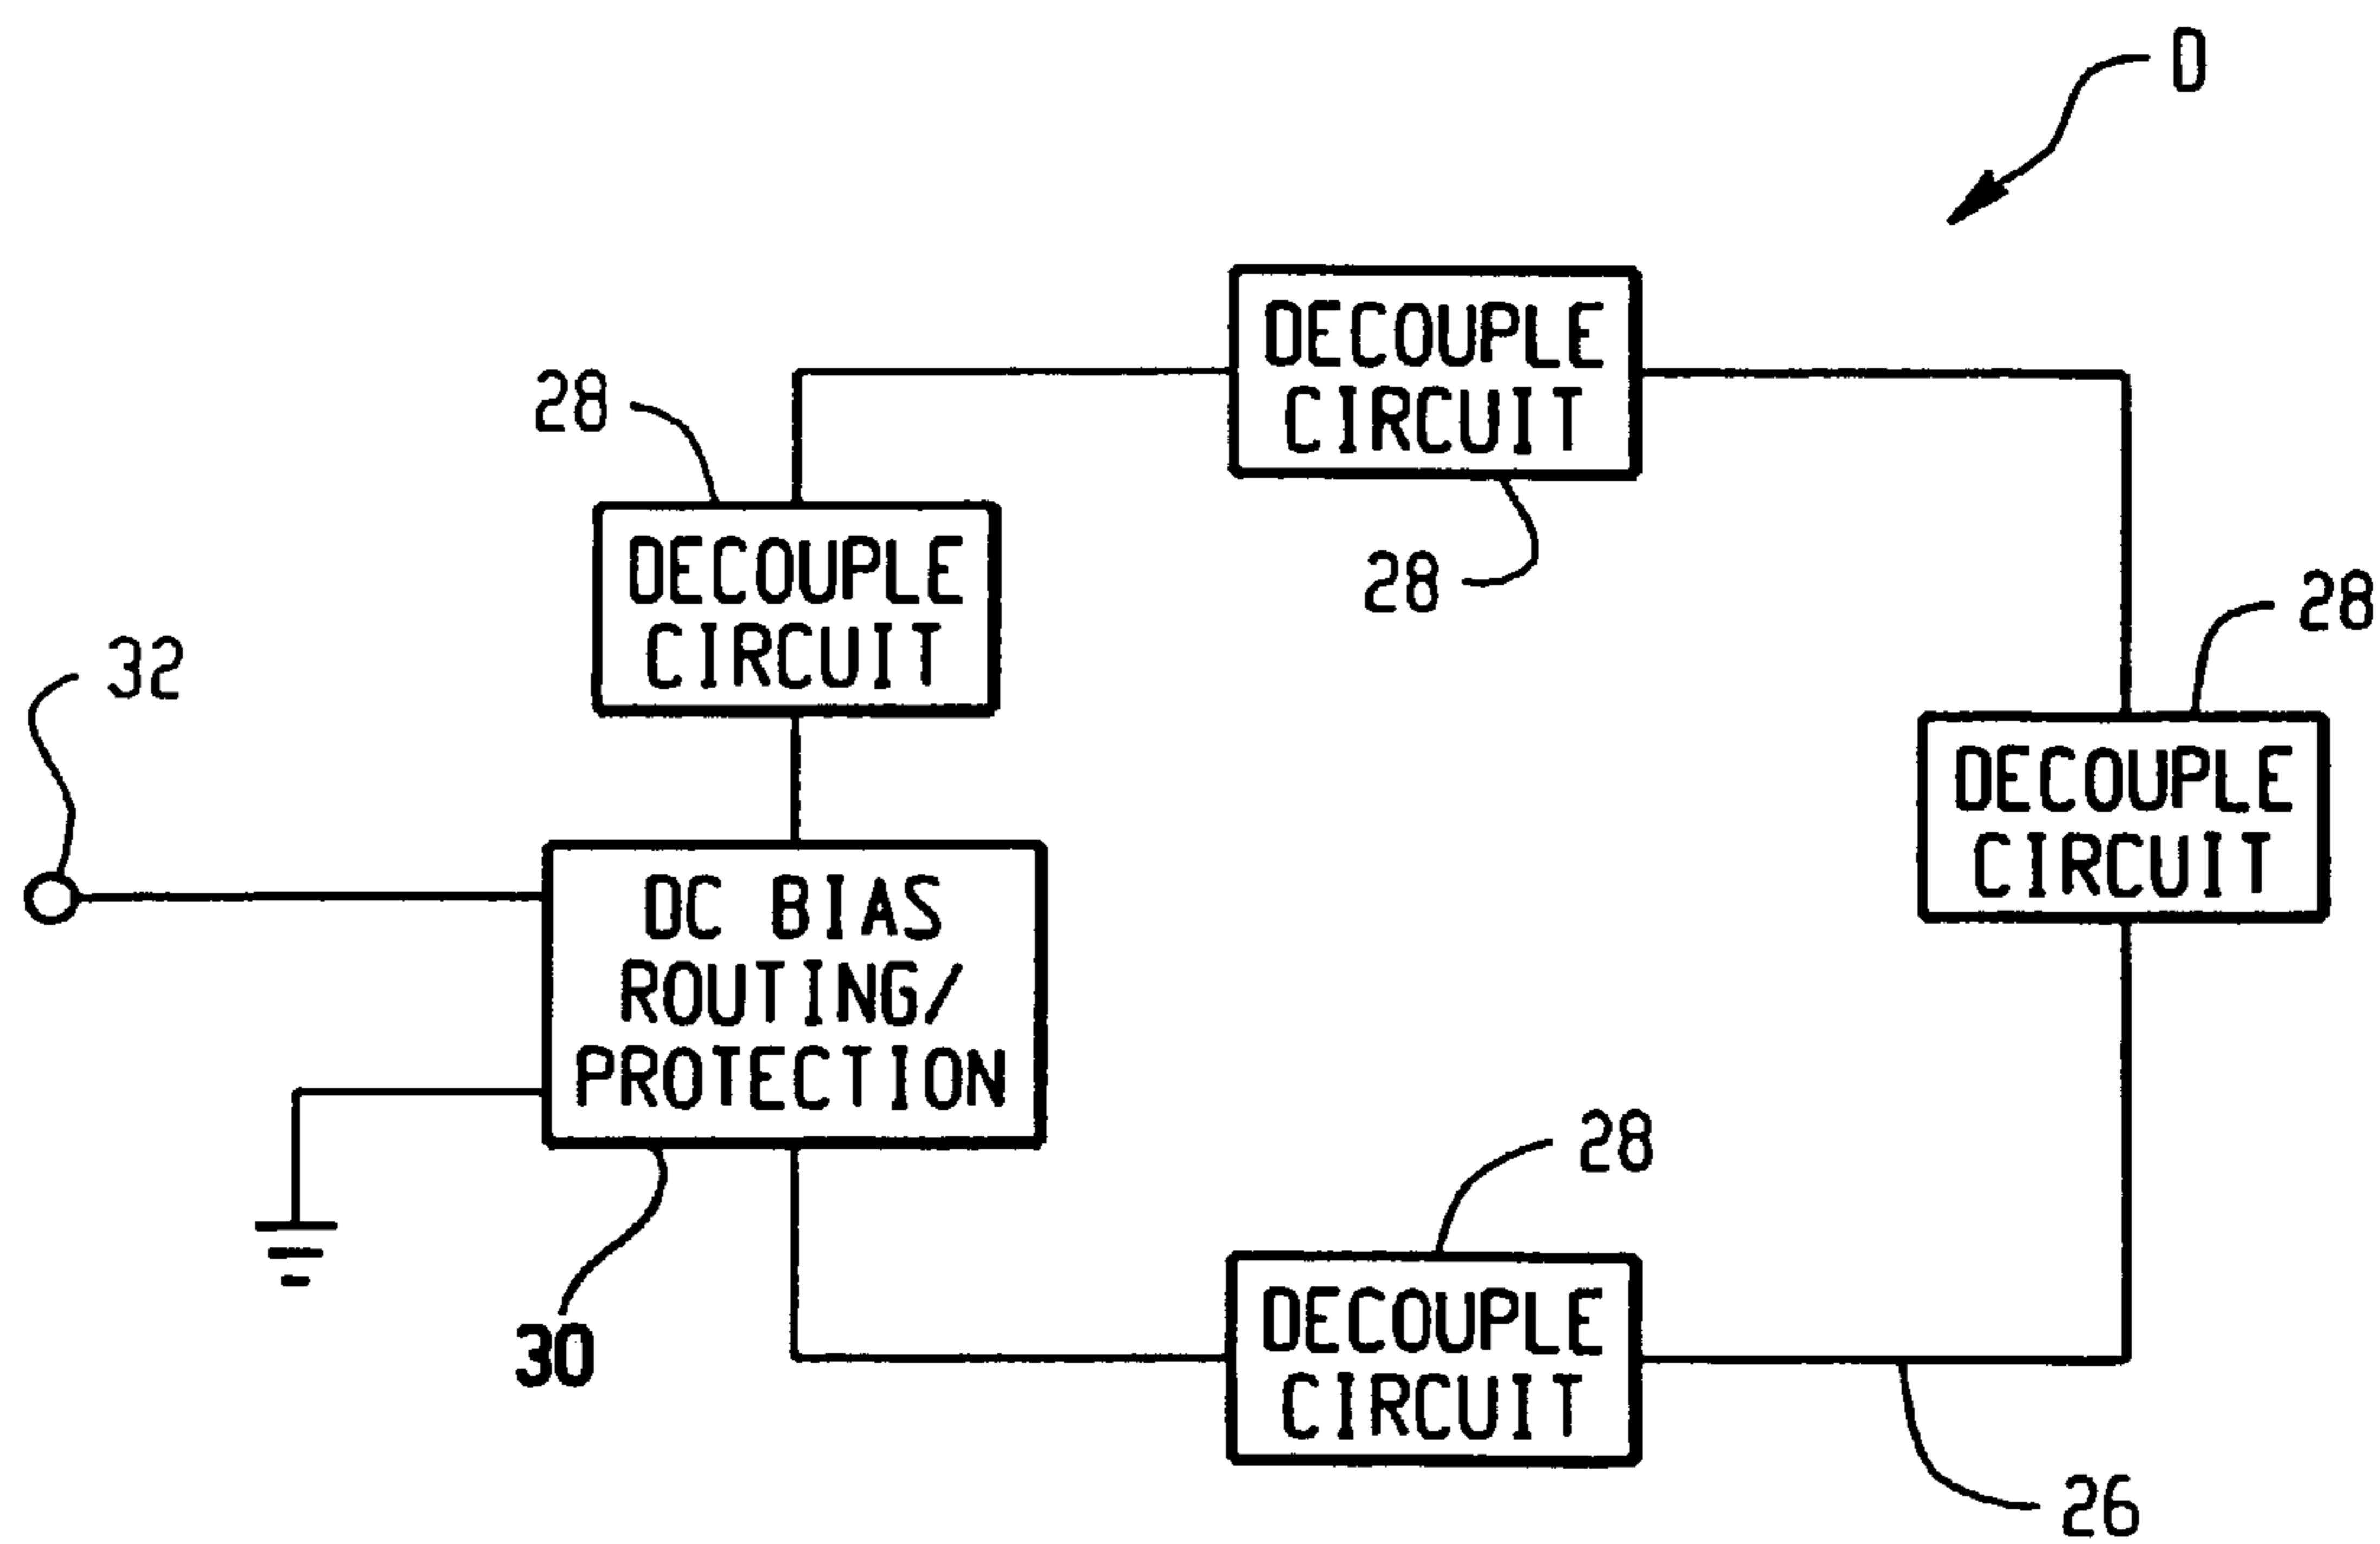 D
DECOUPLE
CIRCUIT
28
28
DECOUPLE
CIRCUIT
28
32
DECOUPLE
CIRCUIT
DC BIAS
ROUTING/
PROTECTION
28
30
DECOUPLE
CIRCUIT
26